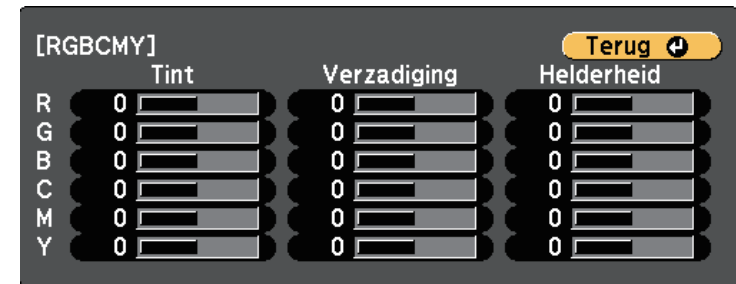 [RGBCMY] Terug
Tint Verzadiging Helderheid
R 0 0 0
G 0 0 0
B 0 0 0
C 0 0 0
M 0 0 0
Y 0 0 0